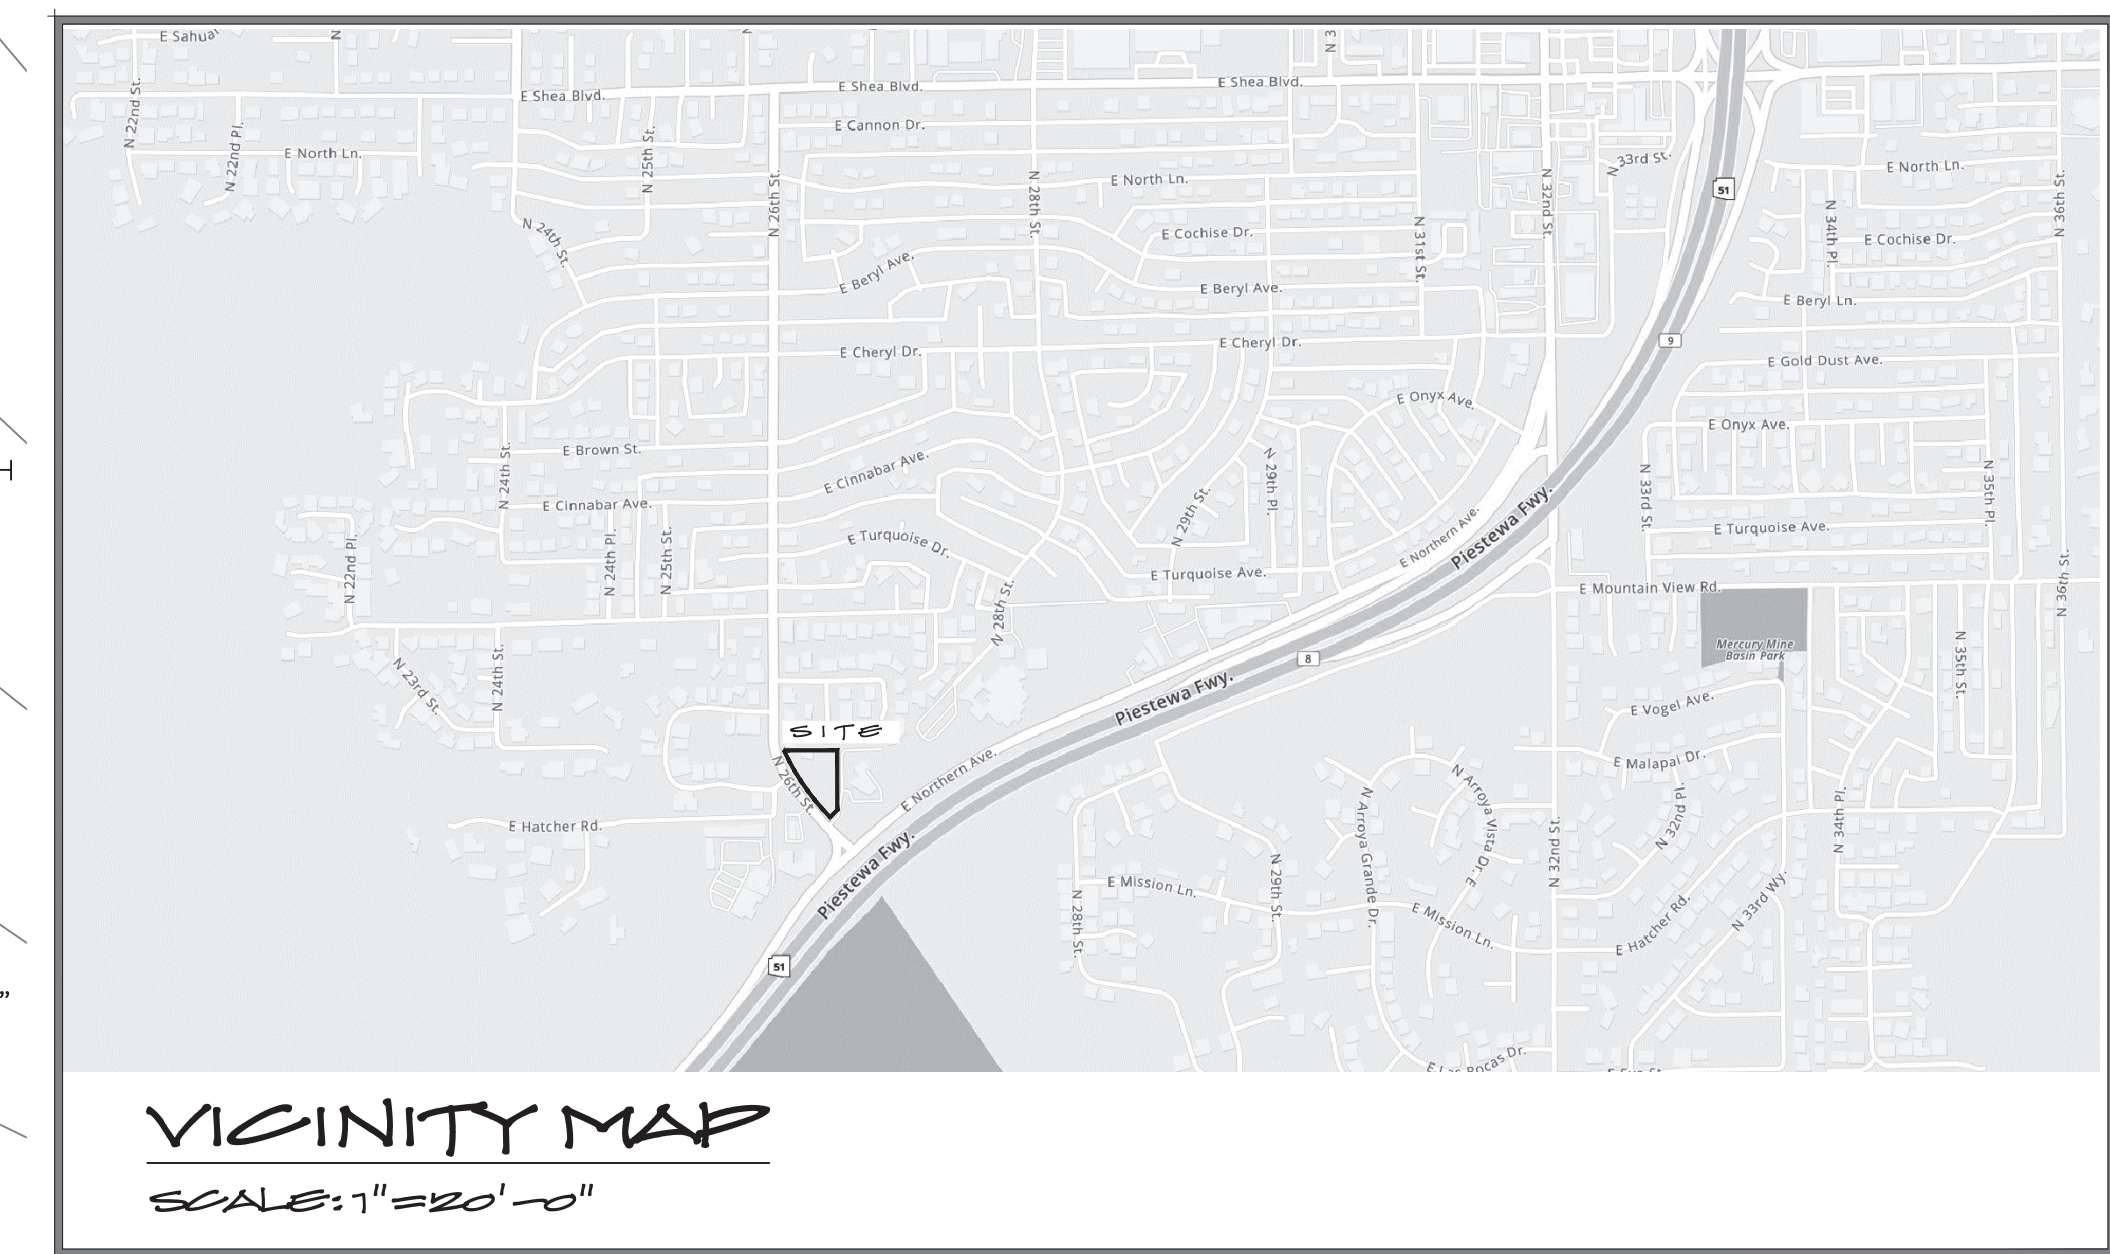 E Sahuar
N
N
N 3
E Shea Blvd.
E Shea Blvd.
E Shea Blvd.
N 22nd St.
N 22nd Pl.
E North Ln.
N 25th St.
N 26th St.
E Cannon Dr.
N 28th St.
E North Ln.
N 32nd St.
N 33rd St.
51
E North Ln.
N 36th St.
N 24th St.
E Beryl Ave.
E Cochise Dr.
N 31st St.
N 34th Pl.
E Cochise Dr.
E Beryl Ave.
E Beryl Ln.
E Cheryl Dr.
E Cheryl Dr.
9
E Gold Dust Ave.
E Onyx Ave.
E Onyx Ave.
N 24th St.
E Brown St.
E Cinnabar Ave.
E Cinnabar Ave.
N 29th St.
N 29th Pl.
N 33rd St.
N 35th Pl.
E Turquoise Ave.
N 22nd Pl.
N 24th Pl.
N 25th St.
E Turquoise Dr.
E Northern Ave.
Piestewa Fwy.
E Turquoise Ave.
N 28th St.
E Mountain View Rd.
N 36th St.
Mercury Mine
Basin Park
N 35th St.
8
N 23rd St.
N 24th St.
Piestewa Fwy.
E Vogel Ave.
SITE
N 26th St.
E Northern Ave.
E Malapai Dr.
N Arroya Grande Dr.
N Arroya Vista Dr. E
N 32nd Pl.
N 32nd St.
N 34th Pl.
E Hatcher Rd.
Piestewa Fwy.
E Mission Ln.
N 28th St.
N 29th St.
E Mission Ln.
E Hatcher Rd.
N 33rd Wy.
51
E Las Rocas Dr.
VICINITY MAP
SCALE: 1"=20'-0"
H
”